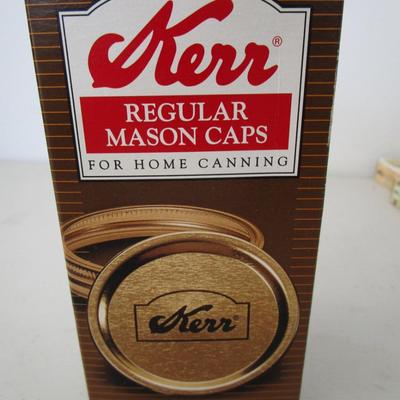 Kerr®
REGULAR
MASON CAPS
FOR HOME CANNING
Kerr®